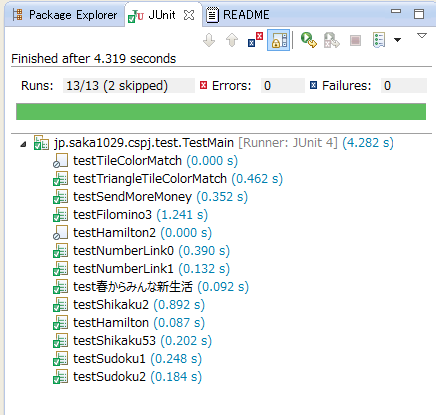 Package Explorer JUnit README
Finished after 4.319 seconds
Runs: 13/13 (2 skipped) Errors: 0 Failures: 0
jp.saka1029.cspj.test.TestMain [Runner: JUnit 4] (4.282 s)
testTileColorMatch (0.000 s)
testTriangleTileColorMatch (0.462 s)
testSendMoreMoney (0.352 s)
testFilomino3 (1.241 s)
testHamilton2 (0.000 s)
testNumberLink0 (0.390 s)
testNumberLink1 (0.132 s)
test春からみんな新生活 (0.092 s)
testShikaku2 (0.892 s)
testHamilton (0.087 s)
testShikaku53 (0.202 s)
testSudoku1 (0.248 s)
testSudoku2 (0.184 s)